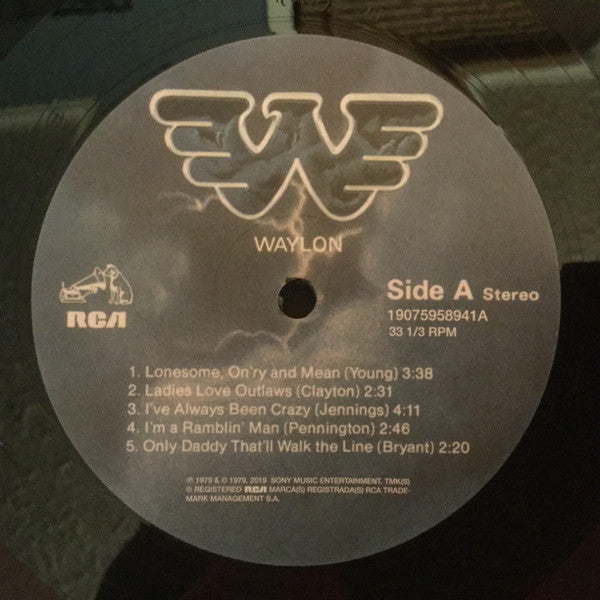 WAYLON
RCA
Side A Stereo
19075958941A
33 1/3 RPM
1. Lonesome, On'ry and Mean (Young) 3:38
2. Ladies Love Outlaws (Clayton) 2:31
3. I've Always Been Crazy (Jennings) 4:11
4. I'm a Ramblin' Man (Pennington) 2:46
5. Only Daddy That'll Walk the Line (Bryant) 2:20
℗ 1979 & © 1979, 2019 SONY MUSIC ENTERTAINMENT. TMK(S)
® REGISTERED RCA MARCA(S) REGISTRADA(S) RCA TRADE-
MARK MANAGEMENT S.A.